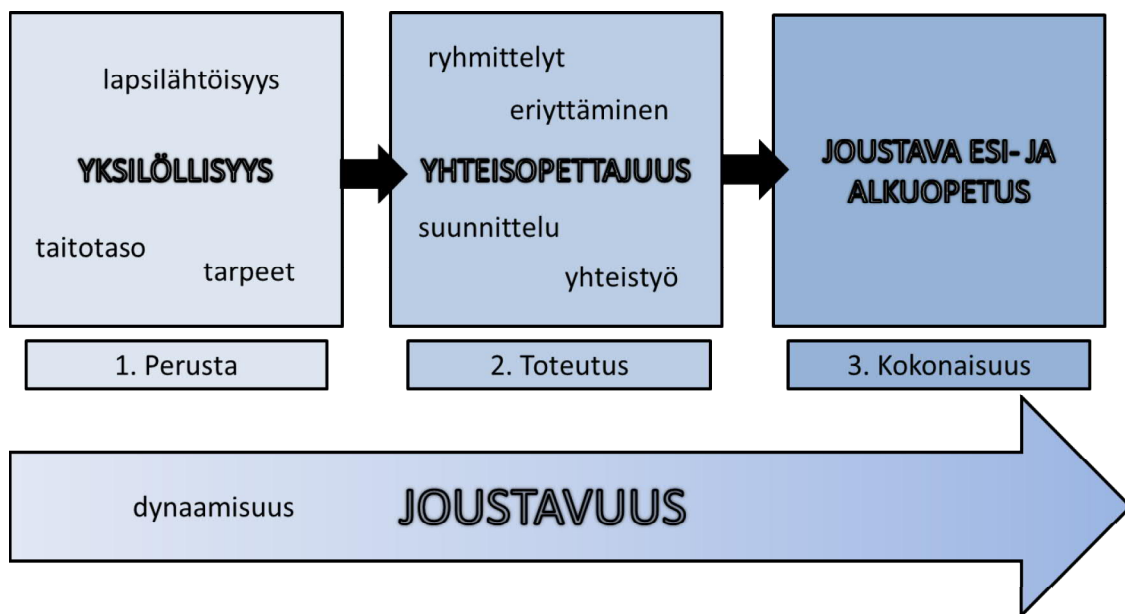 lapsilähtöisyys
YKSILÖLLISYYS
taitotaso
tarpeet
1. Perusta
ryhmittelyt
eriyttäminen
YHTEISOPETTAJUUS
suunnittelu
yhteistyö
2. Toteutus
JOUSTAVA ESI- JA
ALKUOPETUS
3. Kokonaisuus
dynaamisuus
JOUSTAVUUS